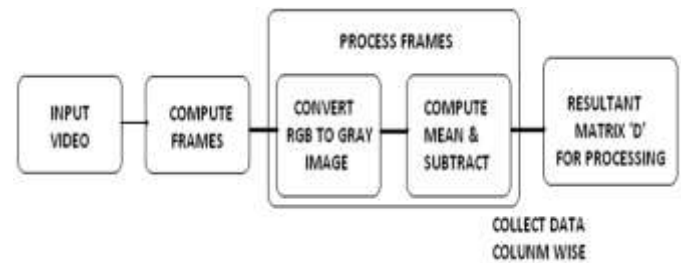 PROCESS FRAMES
INPUT
VIDEO
COMPUTE
FRAMES
CONVERT
RGB TO GRAY
IMAGE
COMPUTE
MEAN &
SUBTRACT
RESULTANT
MATRIX 'D'
FOR PROCESSING
COLLECT DATA
COLUNM WISE